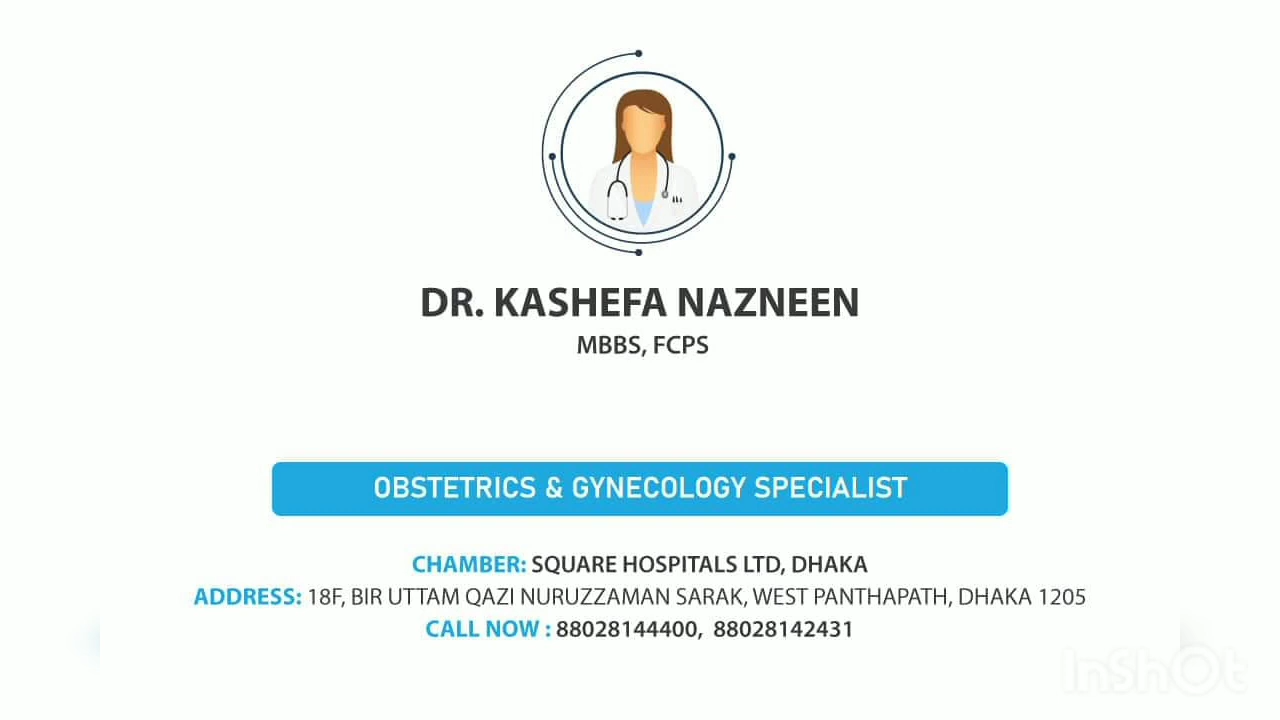 DR. KASHEFA NAZNEEN
MBBS, FCPS
OBSTETRICS & GYNECOLOGY SPECIALIST
CHAMBER: SQUARE HOSPITALS LTD, DHAKA
ADDRESS: 18F, BIR UTTAM QAZI NURUZZAMAN SARAK, WEST PANTHAPATH, DHAKA 1205
CALL NOW : 88028144400, 88028142431
InShOt